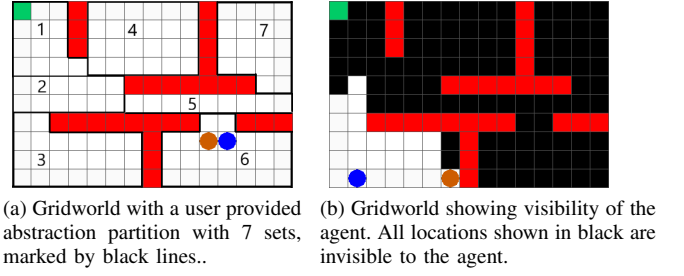 1
4
7
2
5
3
6
(a) Gridworld with a user provided
abstraction partition with 7 sets,
marked by black lines..
(b) Gridworld showing visibility of the
agent. All locations shown in black are
invisible to the agent.